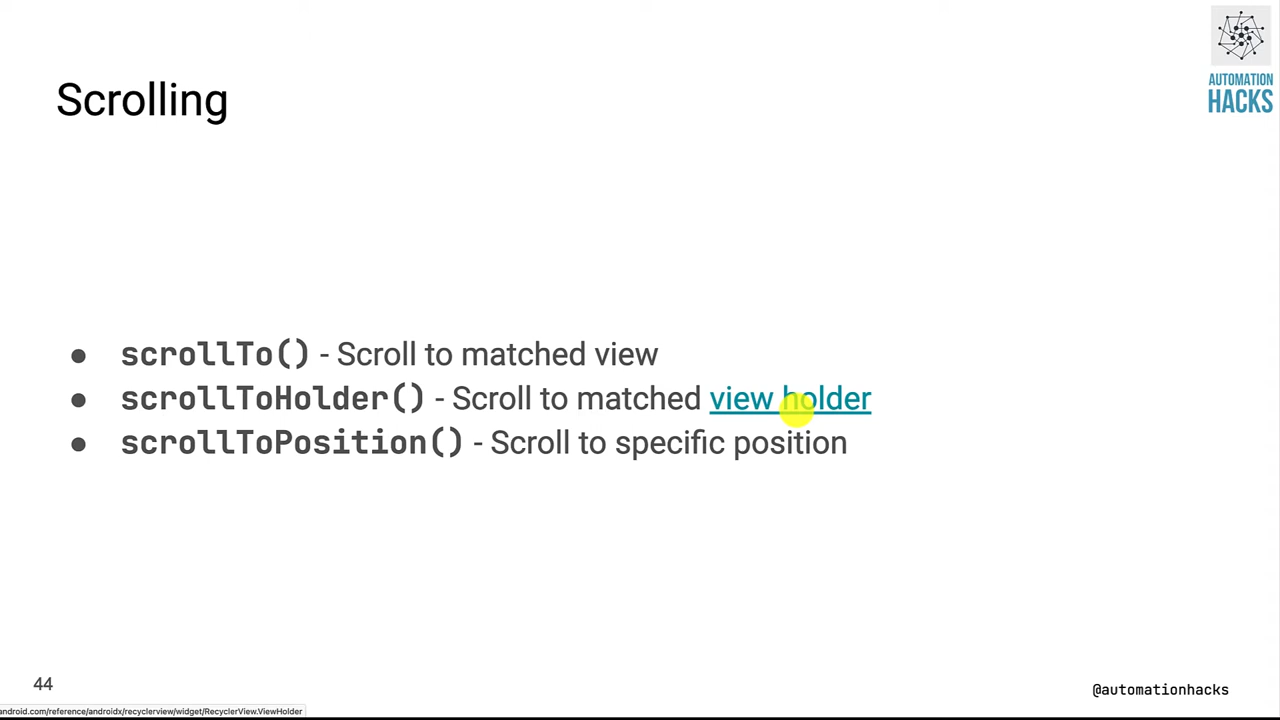 AUTOMATION
HACKS
Scrolling
● scrollTo() - Scroll to matched view
● scrollToHolder() - Scroll to matched view holder
● scrollToPosition() - Scroll to specific position
44
@automationhacks
android.com/reference/androidx/recyclerview/widget/RecyclerView.ViewHolder